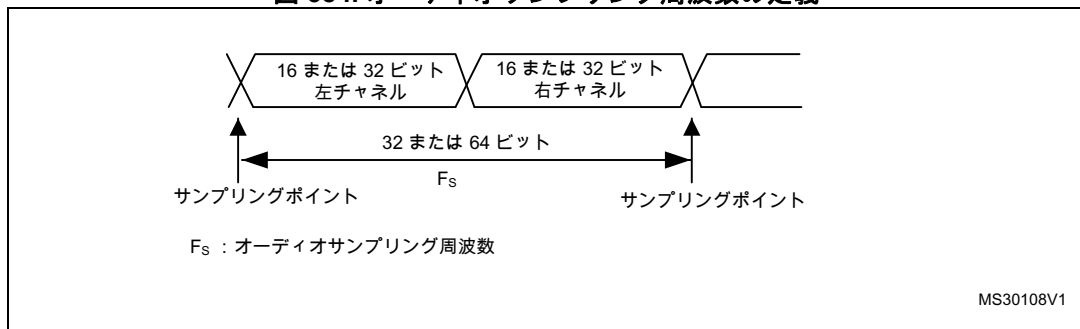 16 または 32 ビット
左チャネル
16 または 32 ビット
右チャネル
32 または 64 ビット
FS
サンプリングポイント
サンプリングポイント
FS ：オーディオサンプリング周波数
MS30108V1